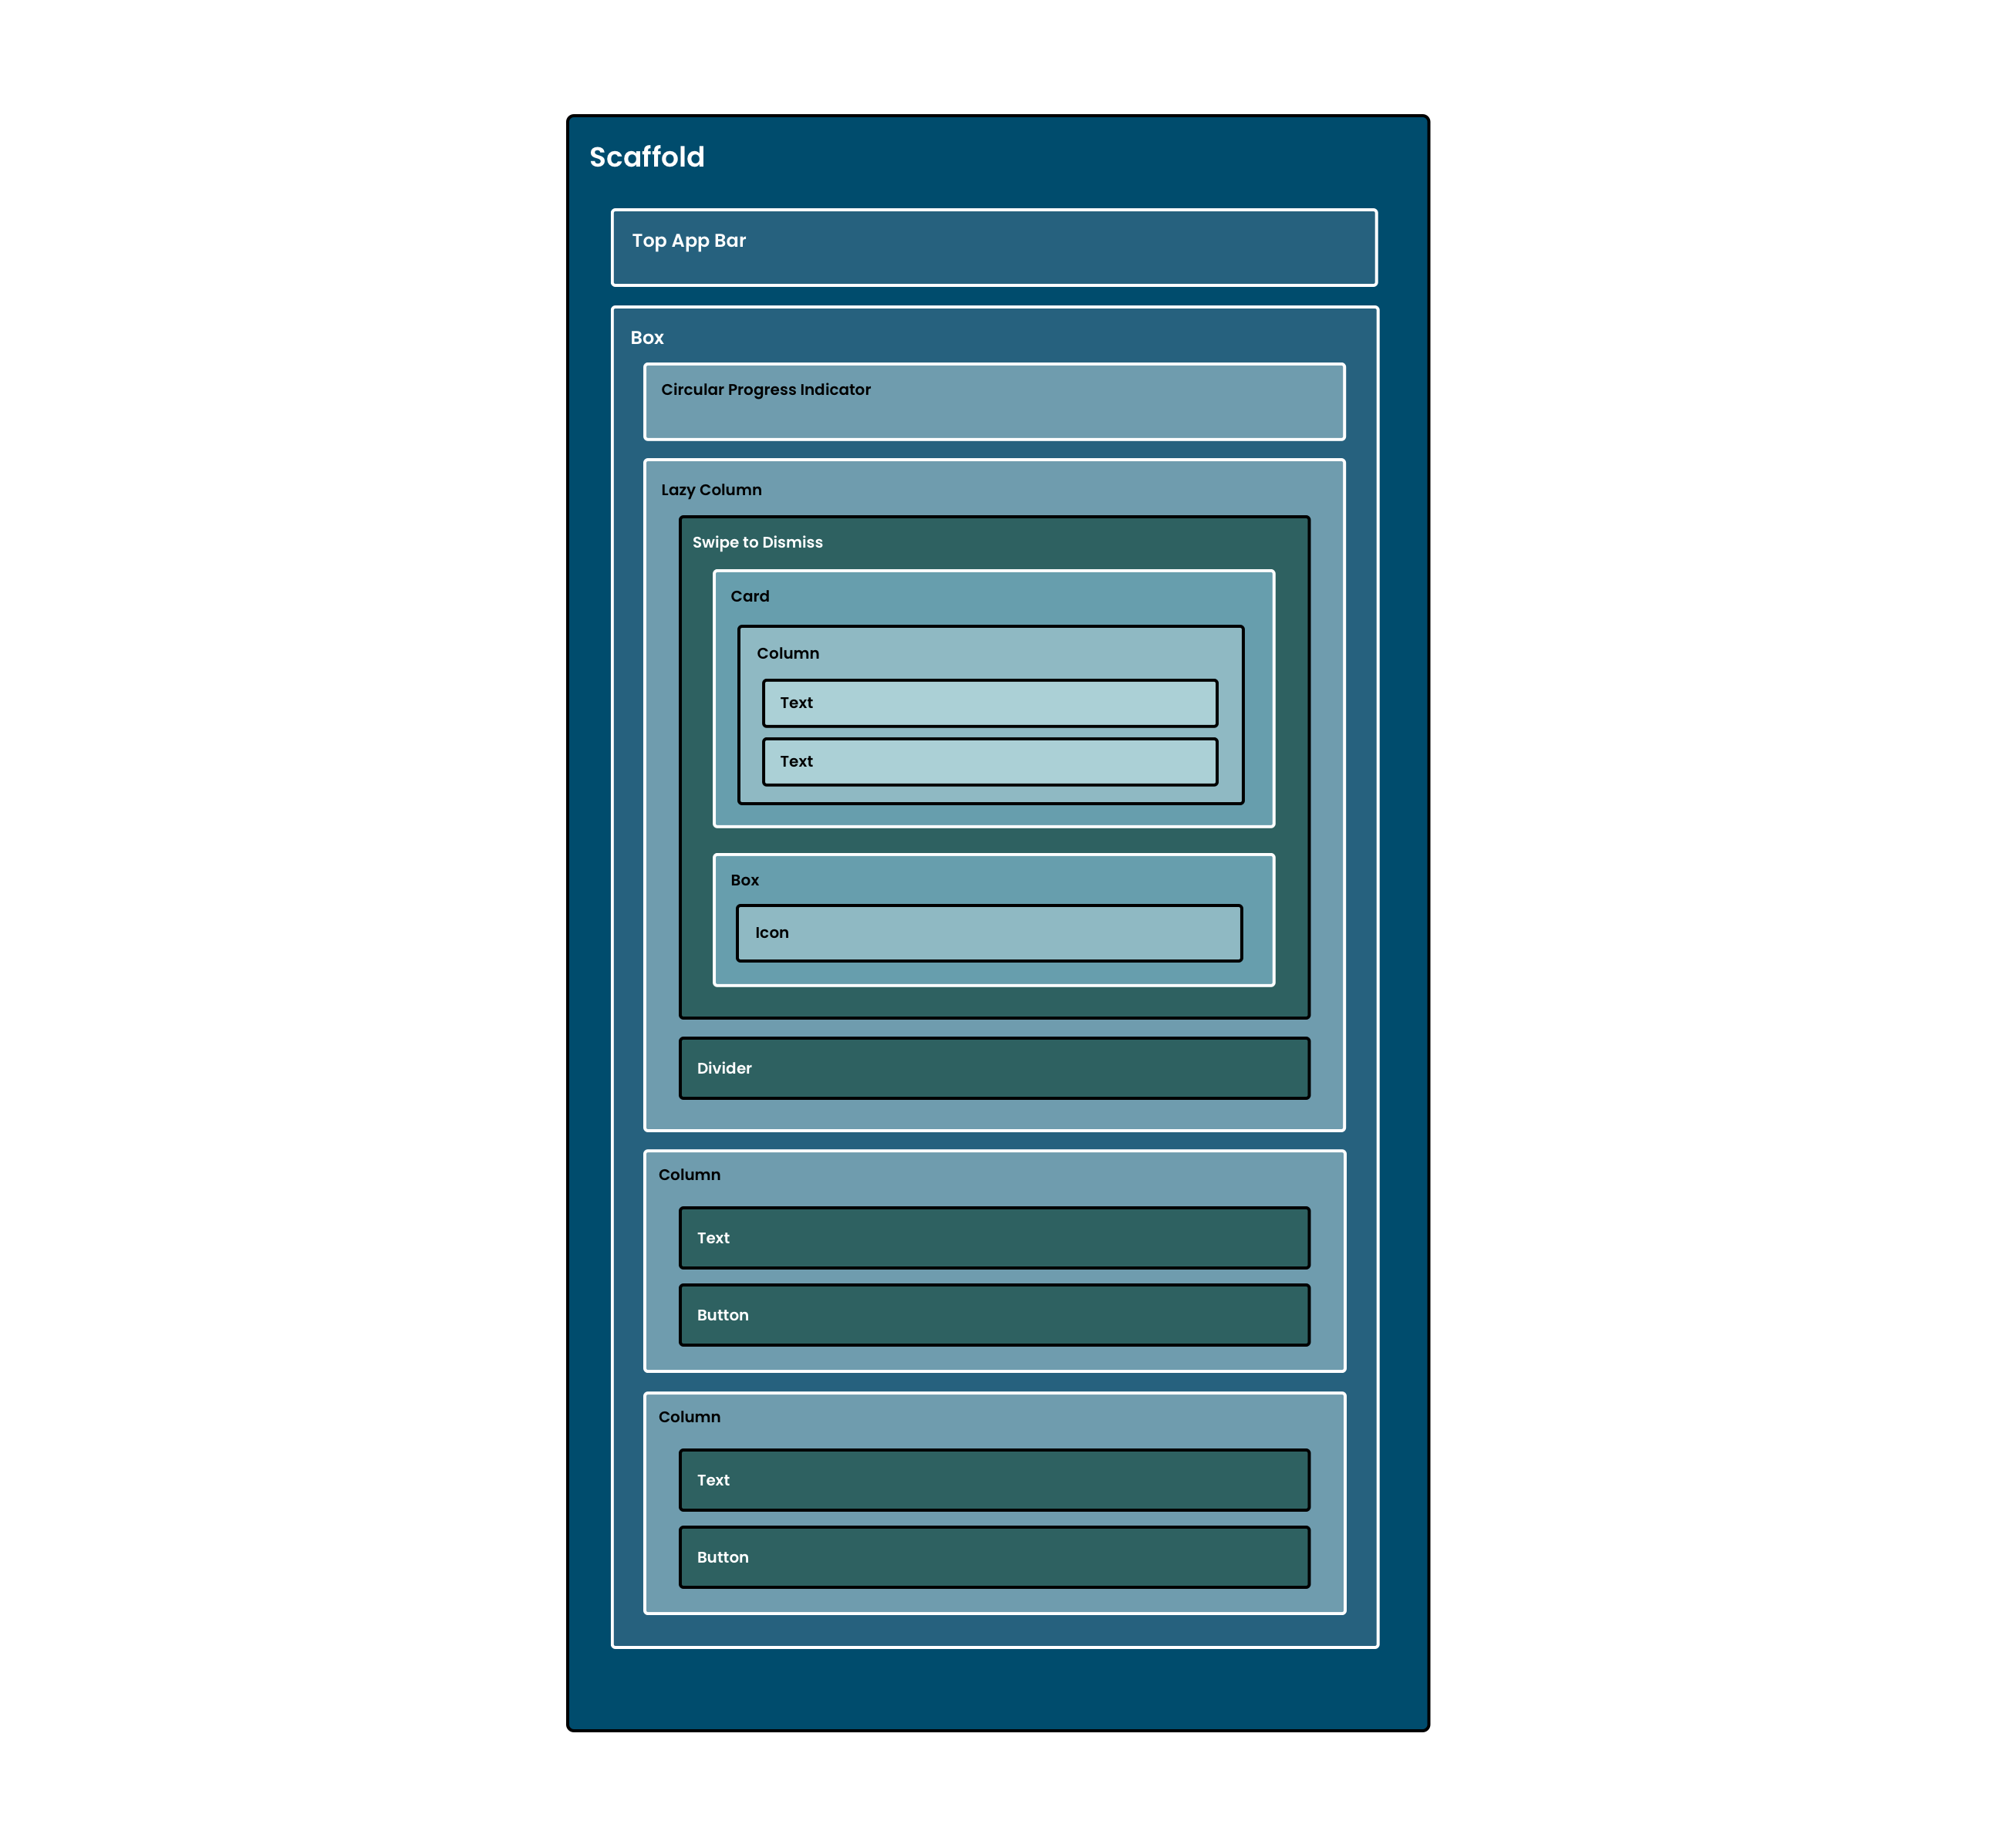 Scaffold
Top App Bar
Box
Circular Progress Indicator
Lazy Column
Swipe to Dismiss
Card
Column
Text
Text
Box
Icon
Divider
Column
Text
Button
Column
Text
Button